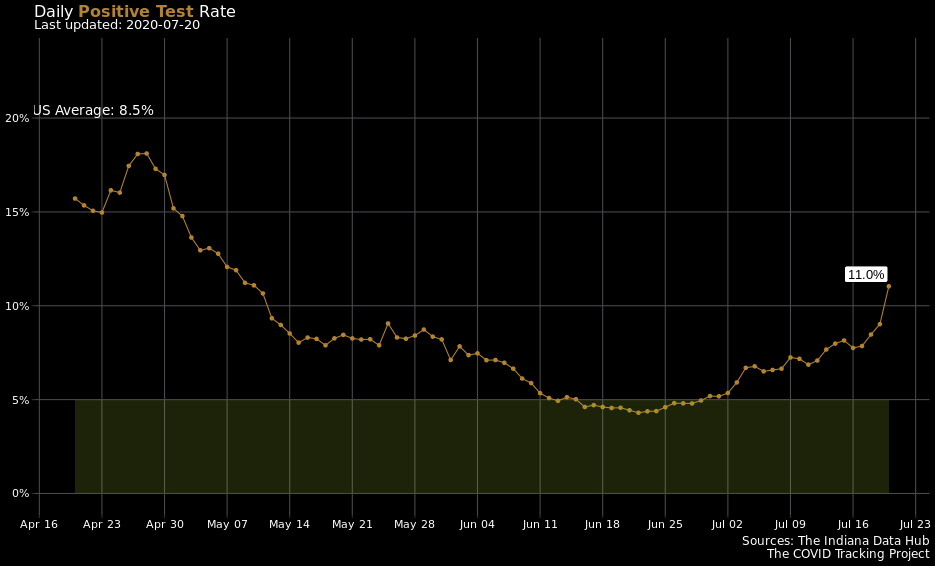 Daily Positive Test Rate
Last updated: 2020-07-20
US Average: 8.5%
20%
15%
11.0%
10%
5%
0%
Apr 16 Apr 23 Apr 30 May 07 May 14 May 21 May 28 Jun 04 Jun 11 Jun 18 Jun 25 Jul 02 Jul 09 Jul 16 Jul 23
Sources: The Indiana Data Hub
The COVID Tracking Project